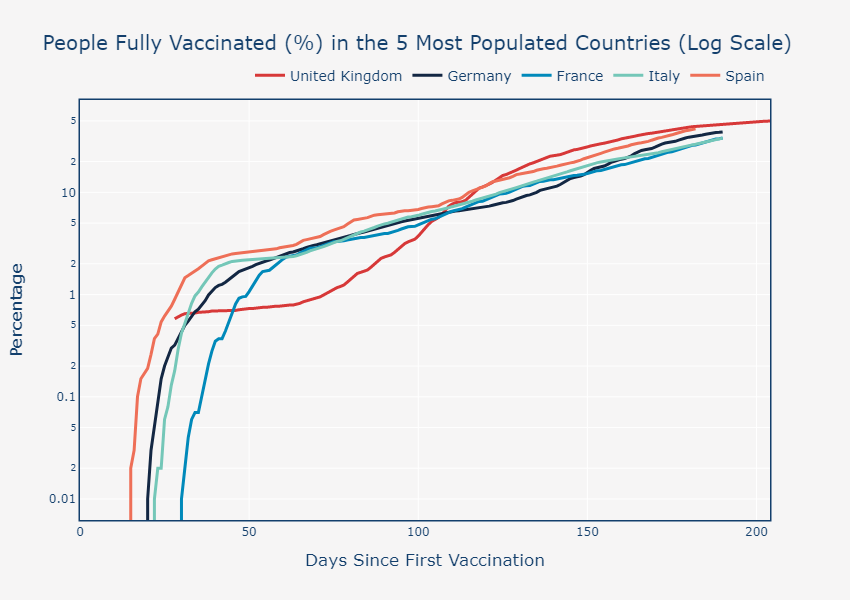 People Fully Vaccinated (%) in the 5 Most Populated Countries (Log Scale)
United Kingdom Germany France Italy Spain
5
2
10
5
2
1
5
2
0.1
5
2
0.01
Percentage
0 50 100 150 200
Days Since First Vaccination